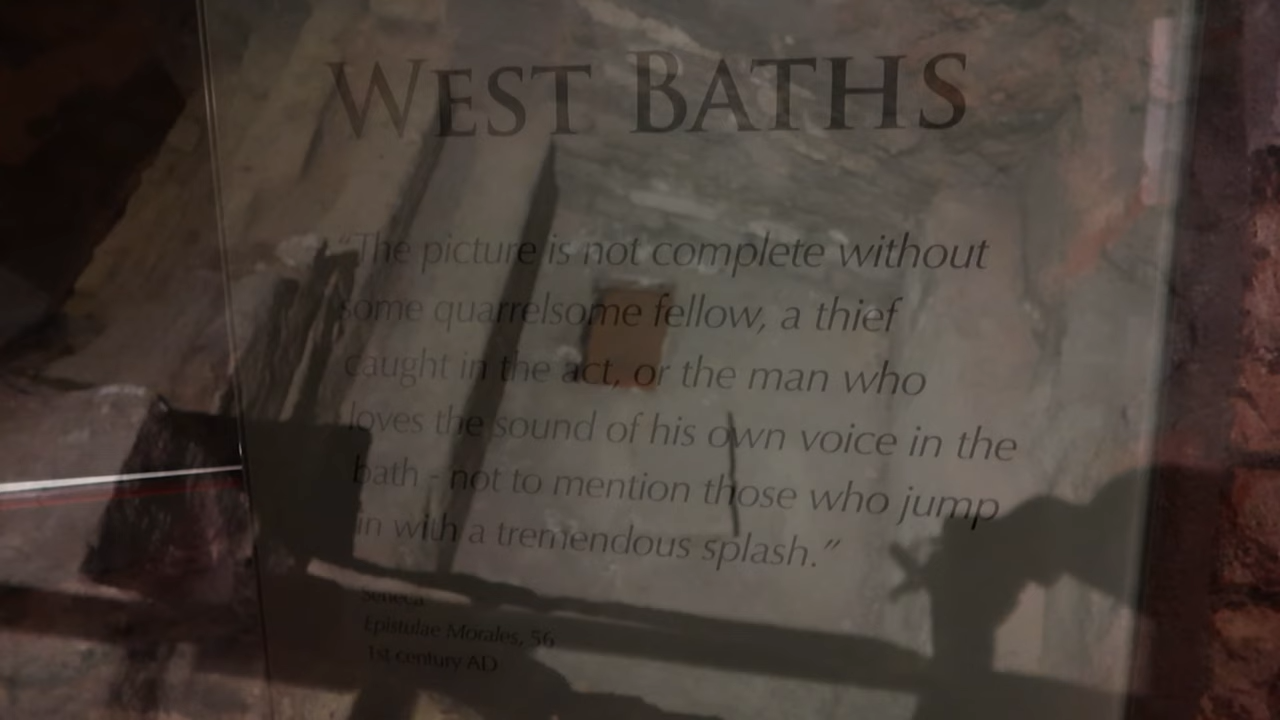 WEST BATHS
"The picture is not complete without
some quarrelsome fellow, a thief
caught in the act, or the man who
loves the sound of his own voice in the
bath - not to mention those who jump
in with a tremendous splash."
Seneca
Epistulae Morales, 56
1st century AD